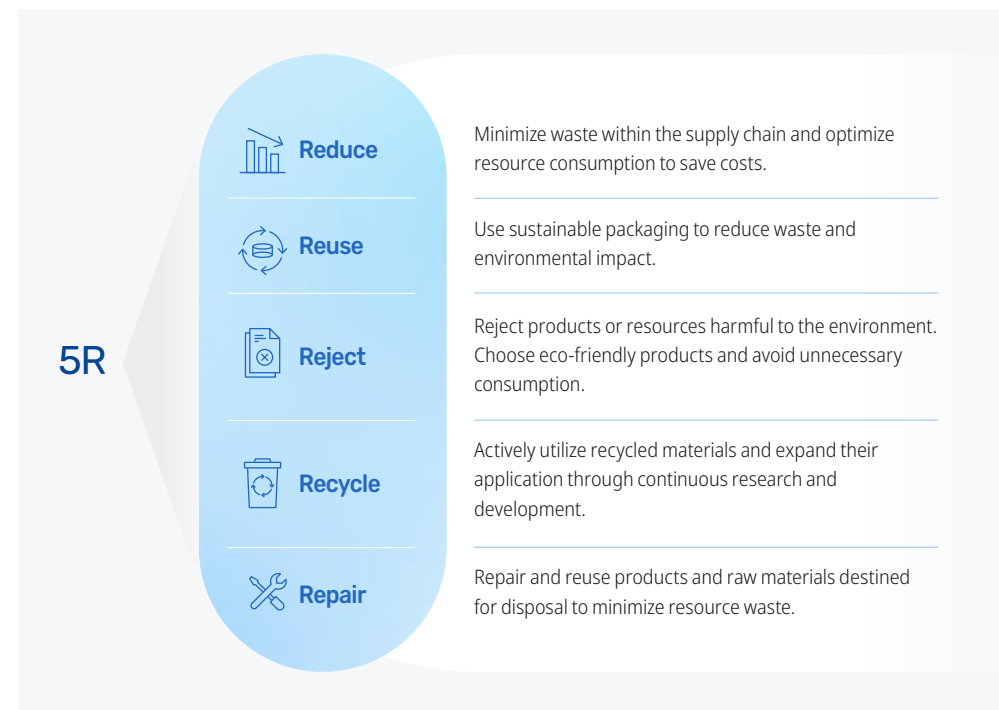 5R
Reduce
Minimize waste within the supply chain and optimize
resource consumption to save costs.
Reuse
Use sustainable packaging to reduce waste and
environmental impact.
Reject
Reject products or resources harmful to the environment.
Choose eco-friendly products and avoid unnecessary
consumption.
Recycle
Actively utilize recycled materials and expand their
application through continuous research and
development.
Repair
Repair and reuse products and raw materials destined
for disposal to minimize resource waste.